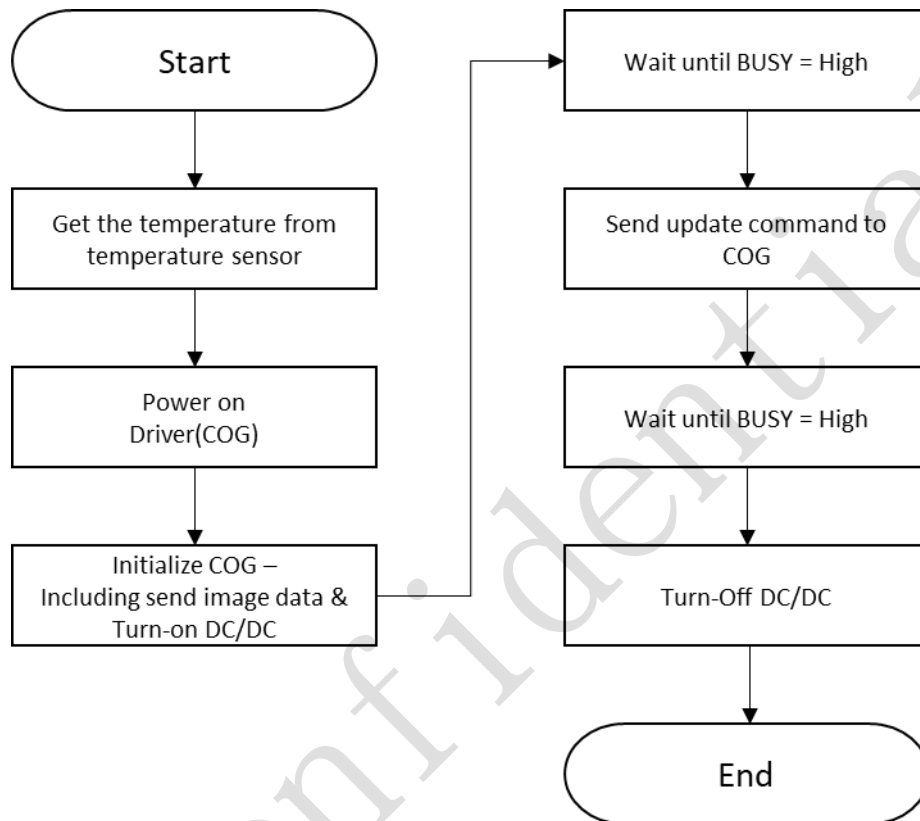 Start
Get the temperature from
temperature sensor
Power on
Driver(COG)
Initialize COG –
Including send image data &
Turn-on DC/DC
Wait until BUSY = High
Send update command to
COG
Wait until BUSY = High
Turn-Off DC/DC
End
Confidential